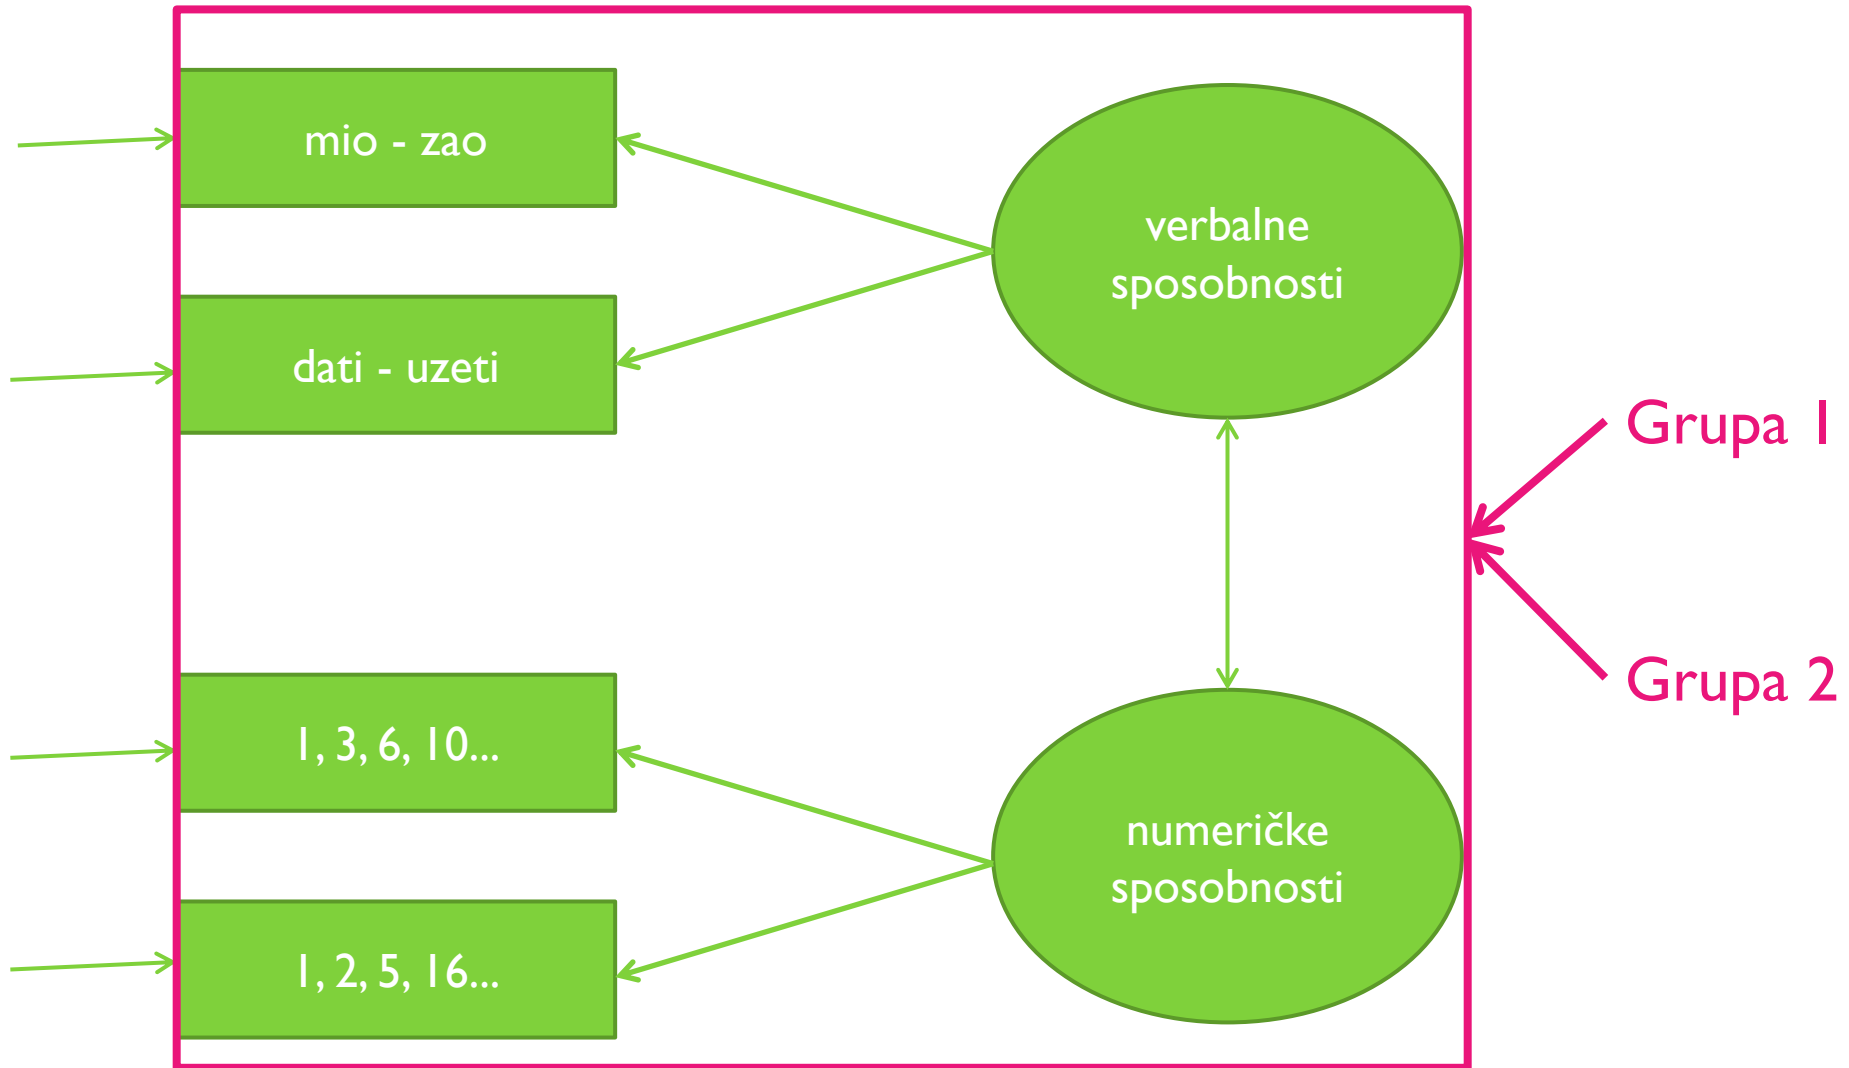 mio - zao
dati - uzeti
1, 3, 6, 10...
1, 2, 5, 16...
verbalne
sposobnosti
numeričke
sposobnosti
Grupa 1
Grupa 2